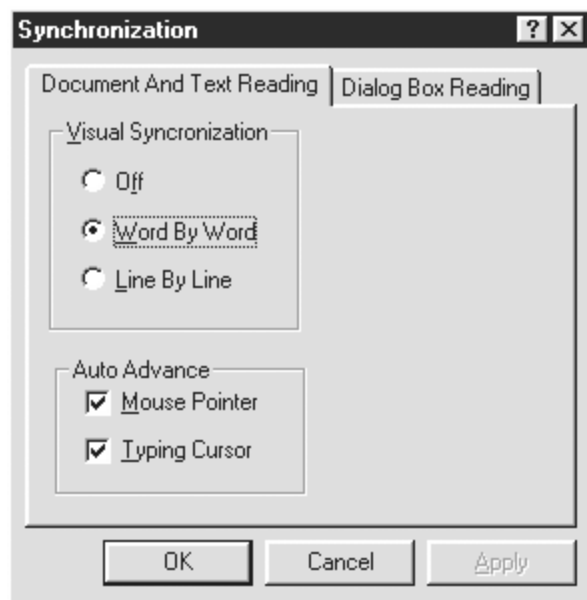 Synchronization
Document And Text Reading
Dialog Box Reading
Visual Syncronization
Off
Word By Word
Line By Line
Auto Advance
Mouse Pointer
Typing Cursor
OK
Cancel
Apply